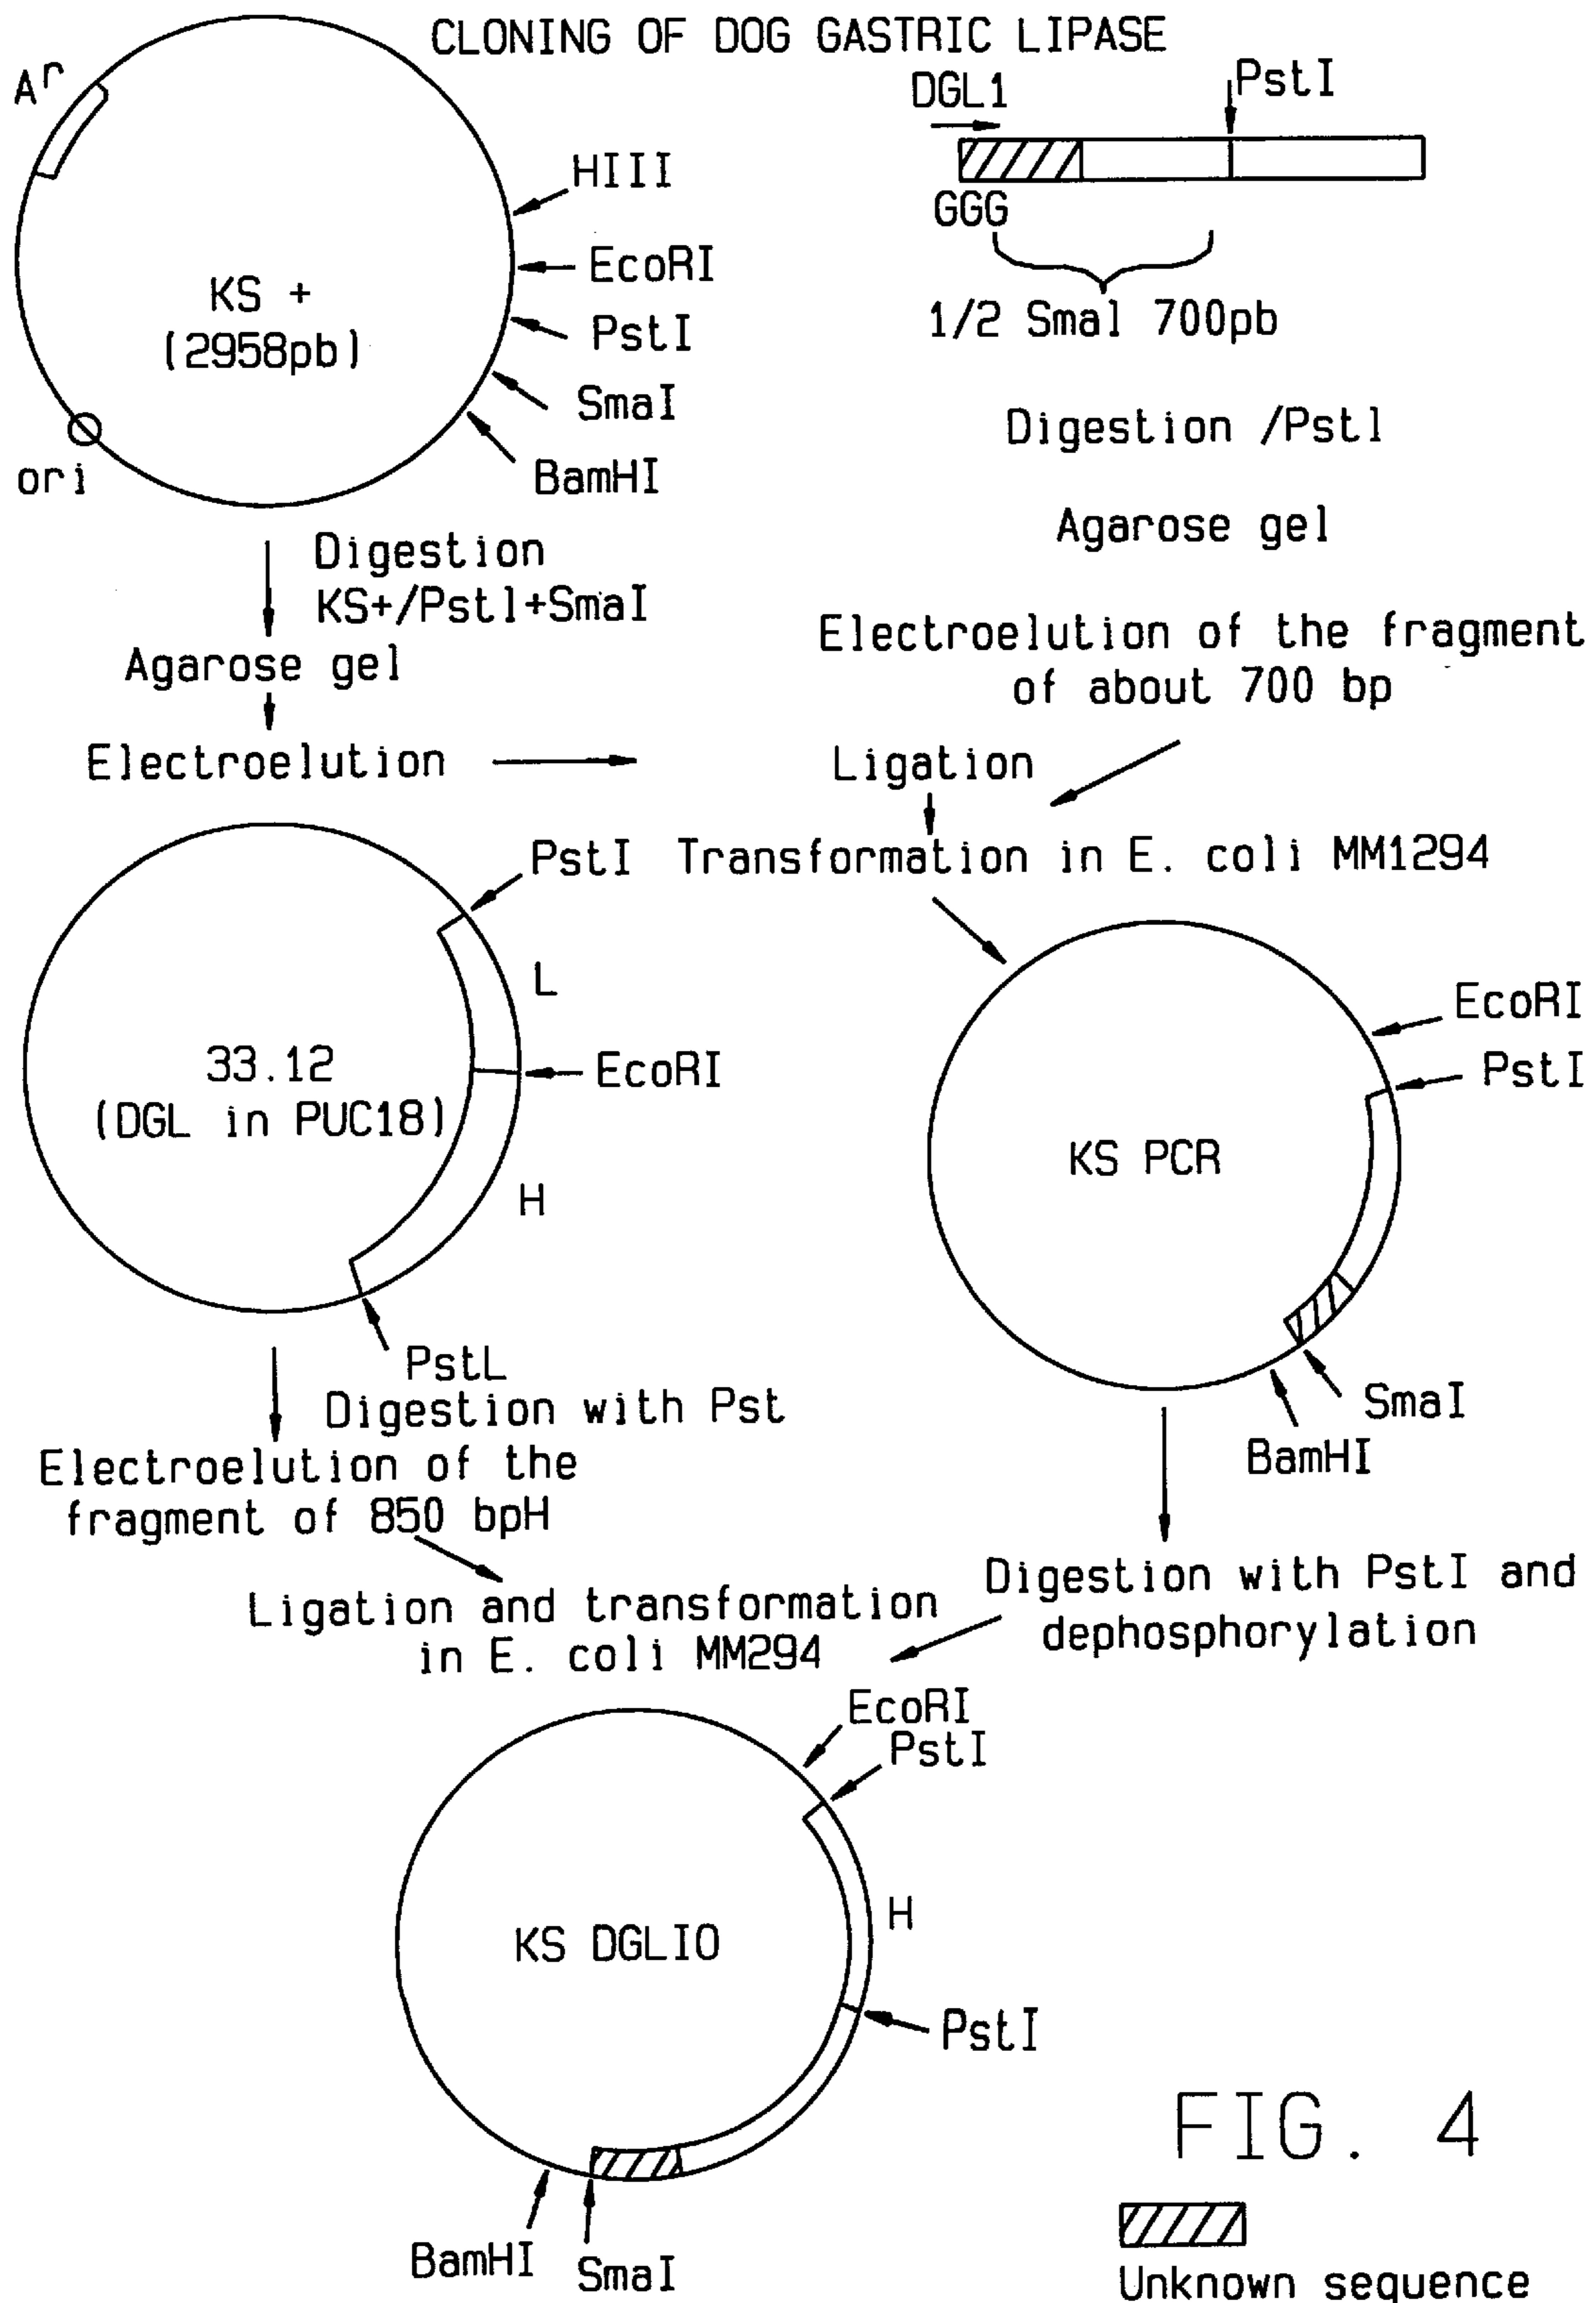 CLONING OF DOG GASTRIC LIPASE
Ar
HIII
EcoRI
PstI
SmaI
BamHI
KS +
(2958pb)
ori
DGL1
PstI
GGG
1/2 Smal 700pb
Digestion /Pstl
Agarose gel
Electroelution of the fragment
of about 700 bp
Digestion
KS+/Pstl+SmaI
Agarose gel
Electroelution
Ligation
Transformation in E. coli MM1294
PstI
L
EcoRI
H
33.12
(DGL in PUC18)
PstL
Digestion with Pst
Electroelution of the
fragment of 850 bpH
EcoRI
PstI
KS PCR
SmaI
BamHI
Digestion with PstI and
dephosphorylation
Ligation and transformation
in E. coli MM294
EcoRI
PstI
H
KS DGLIO
PstI
BamHI
SmaI
FIG. 4
Unknown sequence